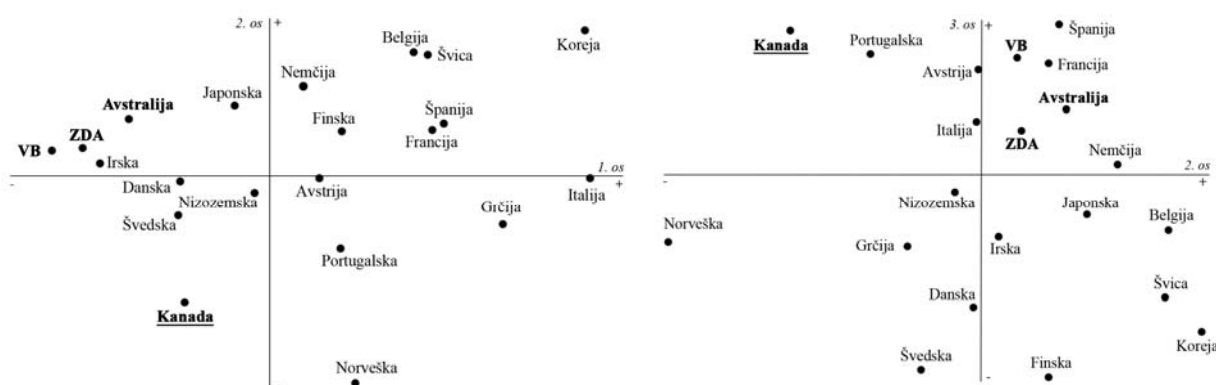 2. os
+
Belgija
Švica
Koreja
Nemčija
Japonska
Avstralija
Finska
Španija
Francija
ZDA
VB
Irska
1. os
-
+
Danska
Avstrija
Italija
Nizozemska
Švedska
Grčija
Portugalska
Kanada
Norveška
-
3. os
+
Španija
Kanada
Portugalska
VB
Francija
Avstrija
Avstralija
Italija
ZDA
Nemčija
2. os
-
+
Nizozemska
Japonska
Norveška
Belgija
Grčija
Irska
Danska
Švica
Koreja
Švedska
Finska
-